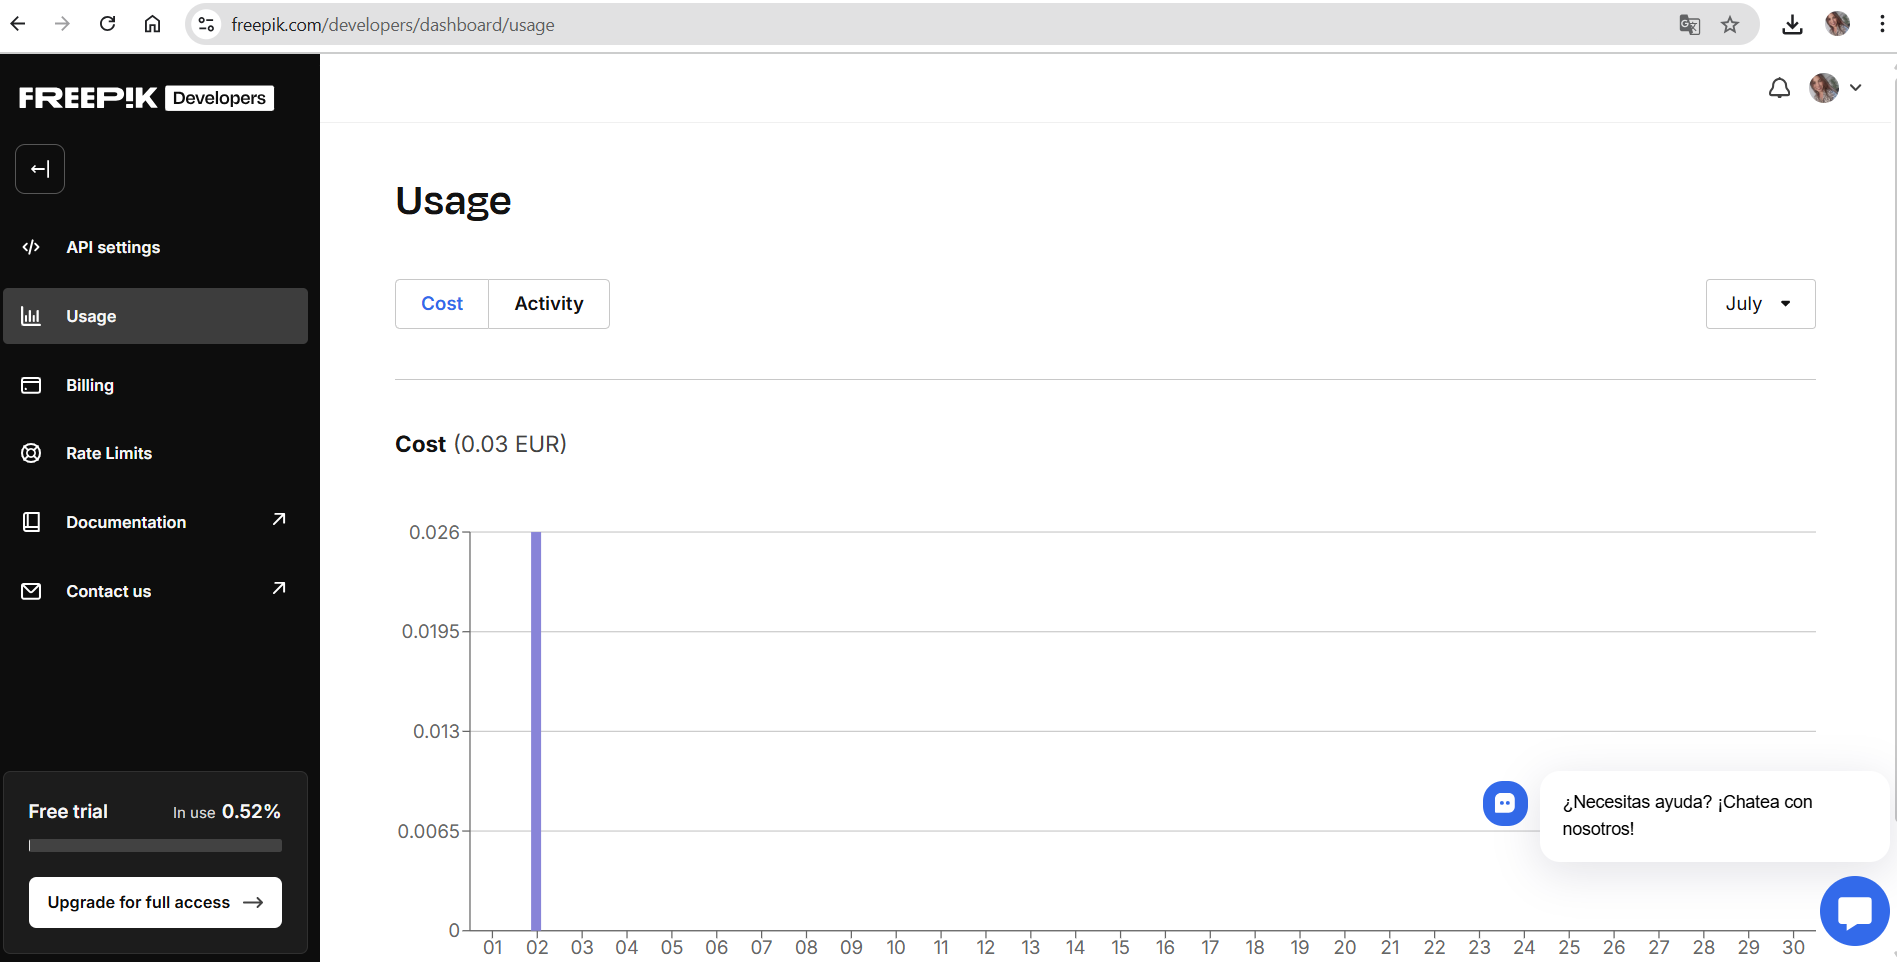 freepik.com/developers/dashboard/usage
FREEPIK Developers
API settings
Usage
Billing
Rate Limits
Documentation
Contact us
Free trial
In use 0.52%
Upgrade for full access
Usage
Cost
Activity
July
Cost (0.03 EUR)
0.026
0.0195
0.013
0.0065
0
01 02 03 04 05 06 07 08 09 10 11 12 13 14 15 16 17 18 19 20 21 22 23 24 25 26 27 28 29 30
¿Necesitas ayuda? ¡Chatea con
nosotros!